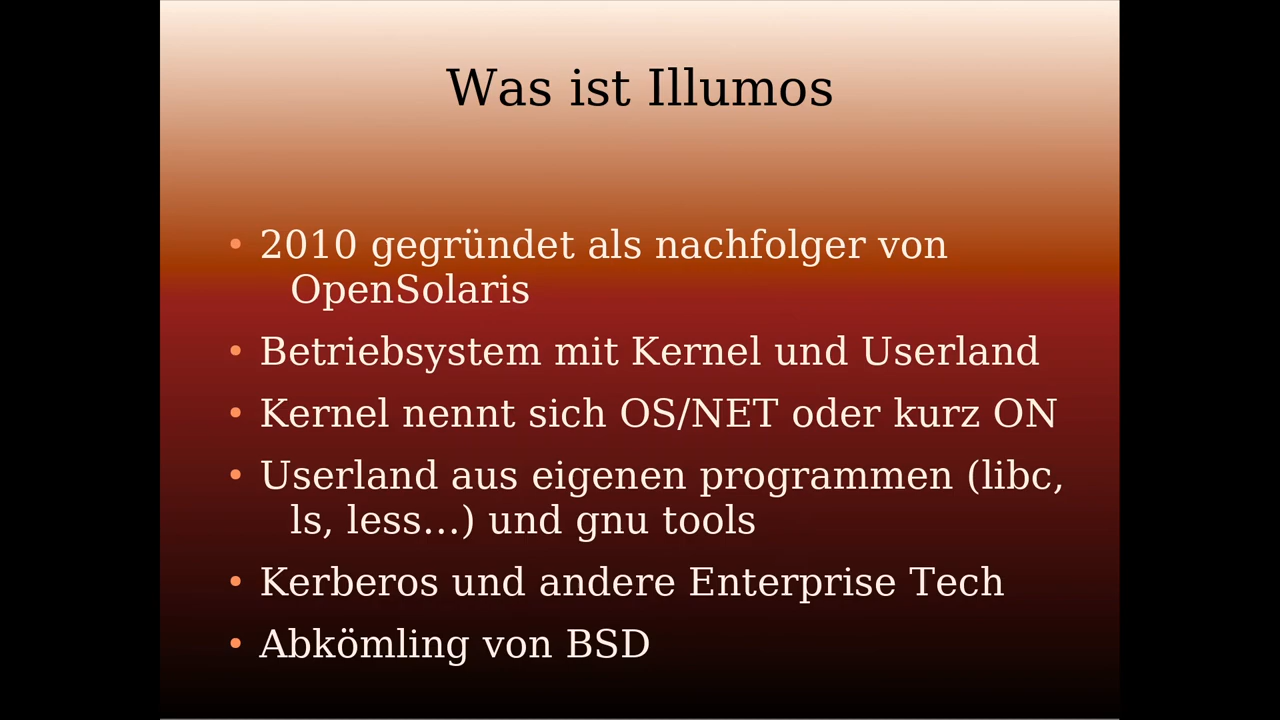 Was ist Illumos
• 2010 gegründet als nachfolger von
OpenSolaris
• Betriebsystem mit Kernel und Userland
• Kernel nennt sich OS/NET oder kurz ON
• Userland aus eigenen programmen (libc,
ls, less...) und gnu tools
• Kerberos und andere Enterprise Tech
• Abkömling von BSD